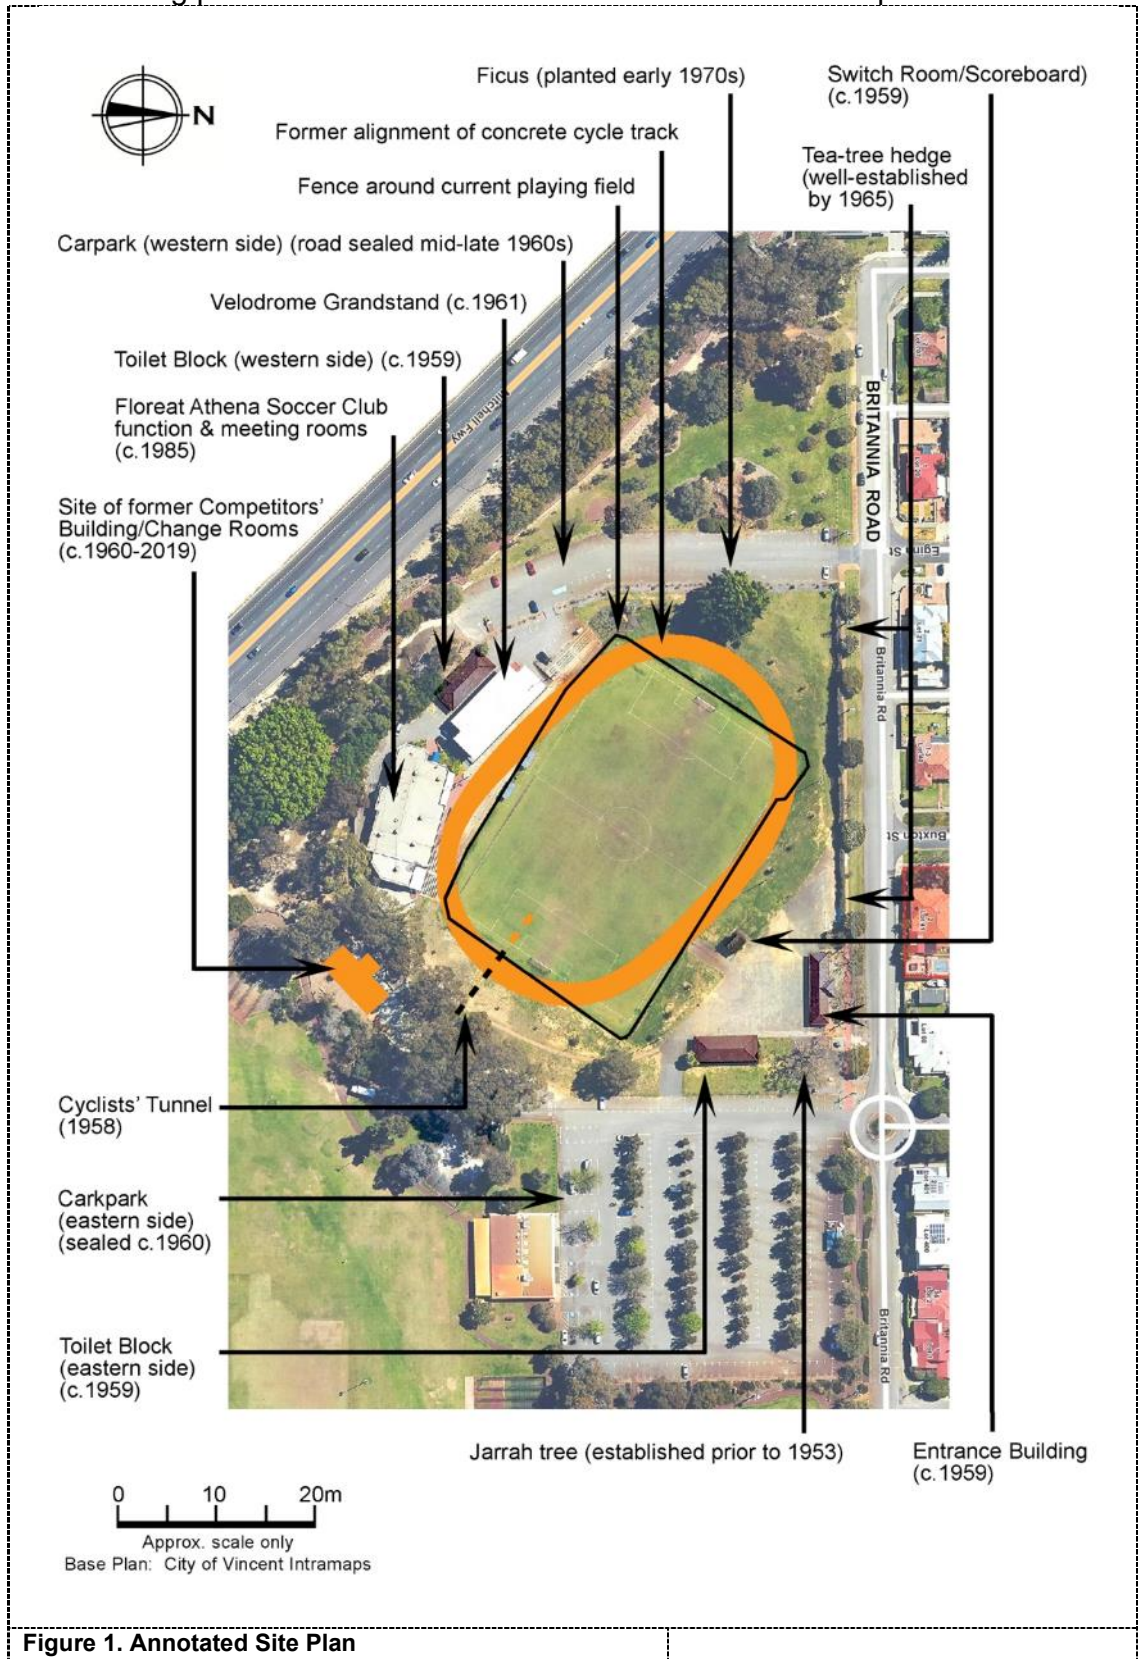 N
Ficus (planted early 1970s)
Switch Room/Scoreboard)
(c.1959)
Former alignment of concrete cycle track
Tea-tree hedge
(well-established
by 1965)
Fence around current playing field
Carpark (western side) (road sealed mid-late 1960s)
Velodrome Grandstand (c.1961)
Toilet Block (western side) (c.1959)
Floreat Athena Soccer Club
function & meeting rooms
(c.1985)
Mitchell Fwy
BRITANNIA ROAD
Site of former Competitors'
Building/Change Rooms
(c.1960-2019)
Egina St
Britannia Rd
Buxton St
Cyclists' Tunnel
(1958)
Carkpark
(eastern side)
(sealed c.1960)
Britannia Rd
Toilet Block
(eastern side)
(c.1959)
Jarrah tree (established prior to 1953)
Entrance Building
(c.1959)
0 10 20m
Approx. scale only
Base Plan: City of Vincent Intramaps
Figure 1. Annotated Site Plan